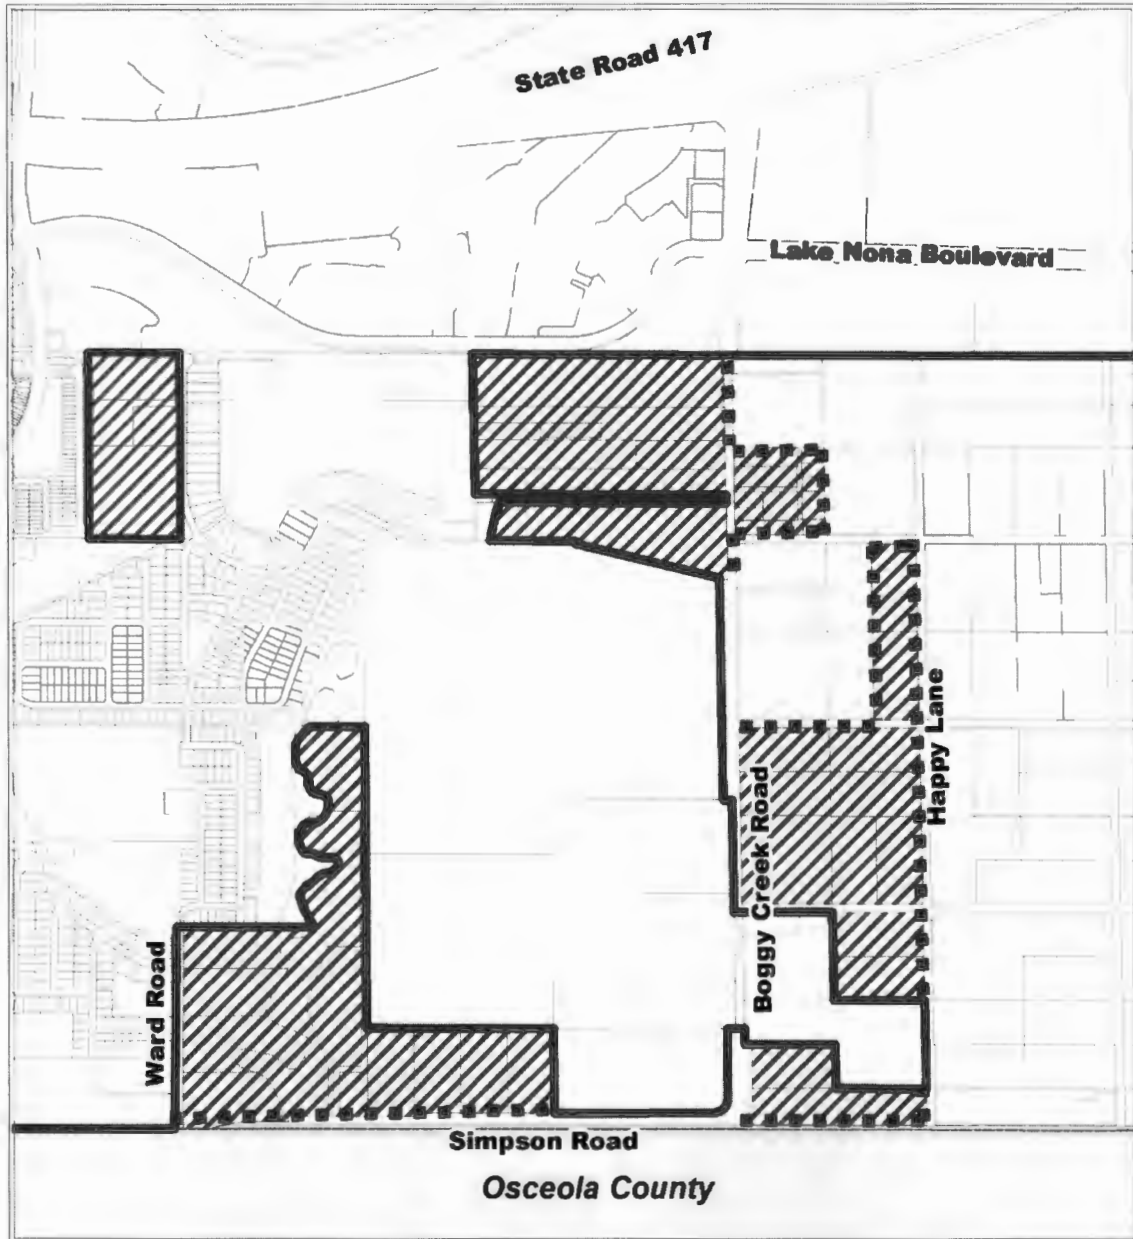 State Road 417
Lake Nona Boulevard
Happy Lane
Boggy Creek Road
Ward Road
Simpson Road
Osceola County